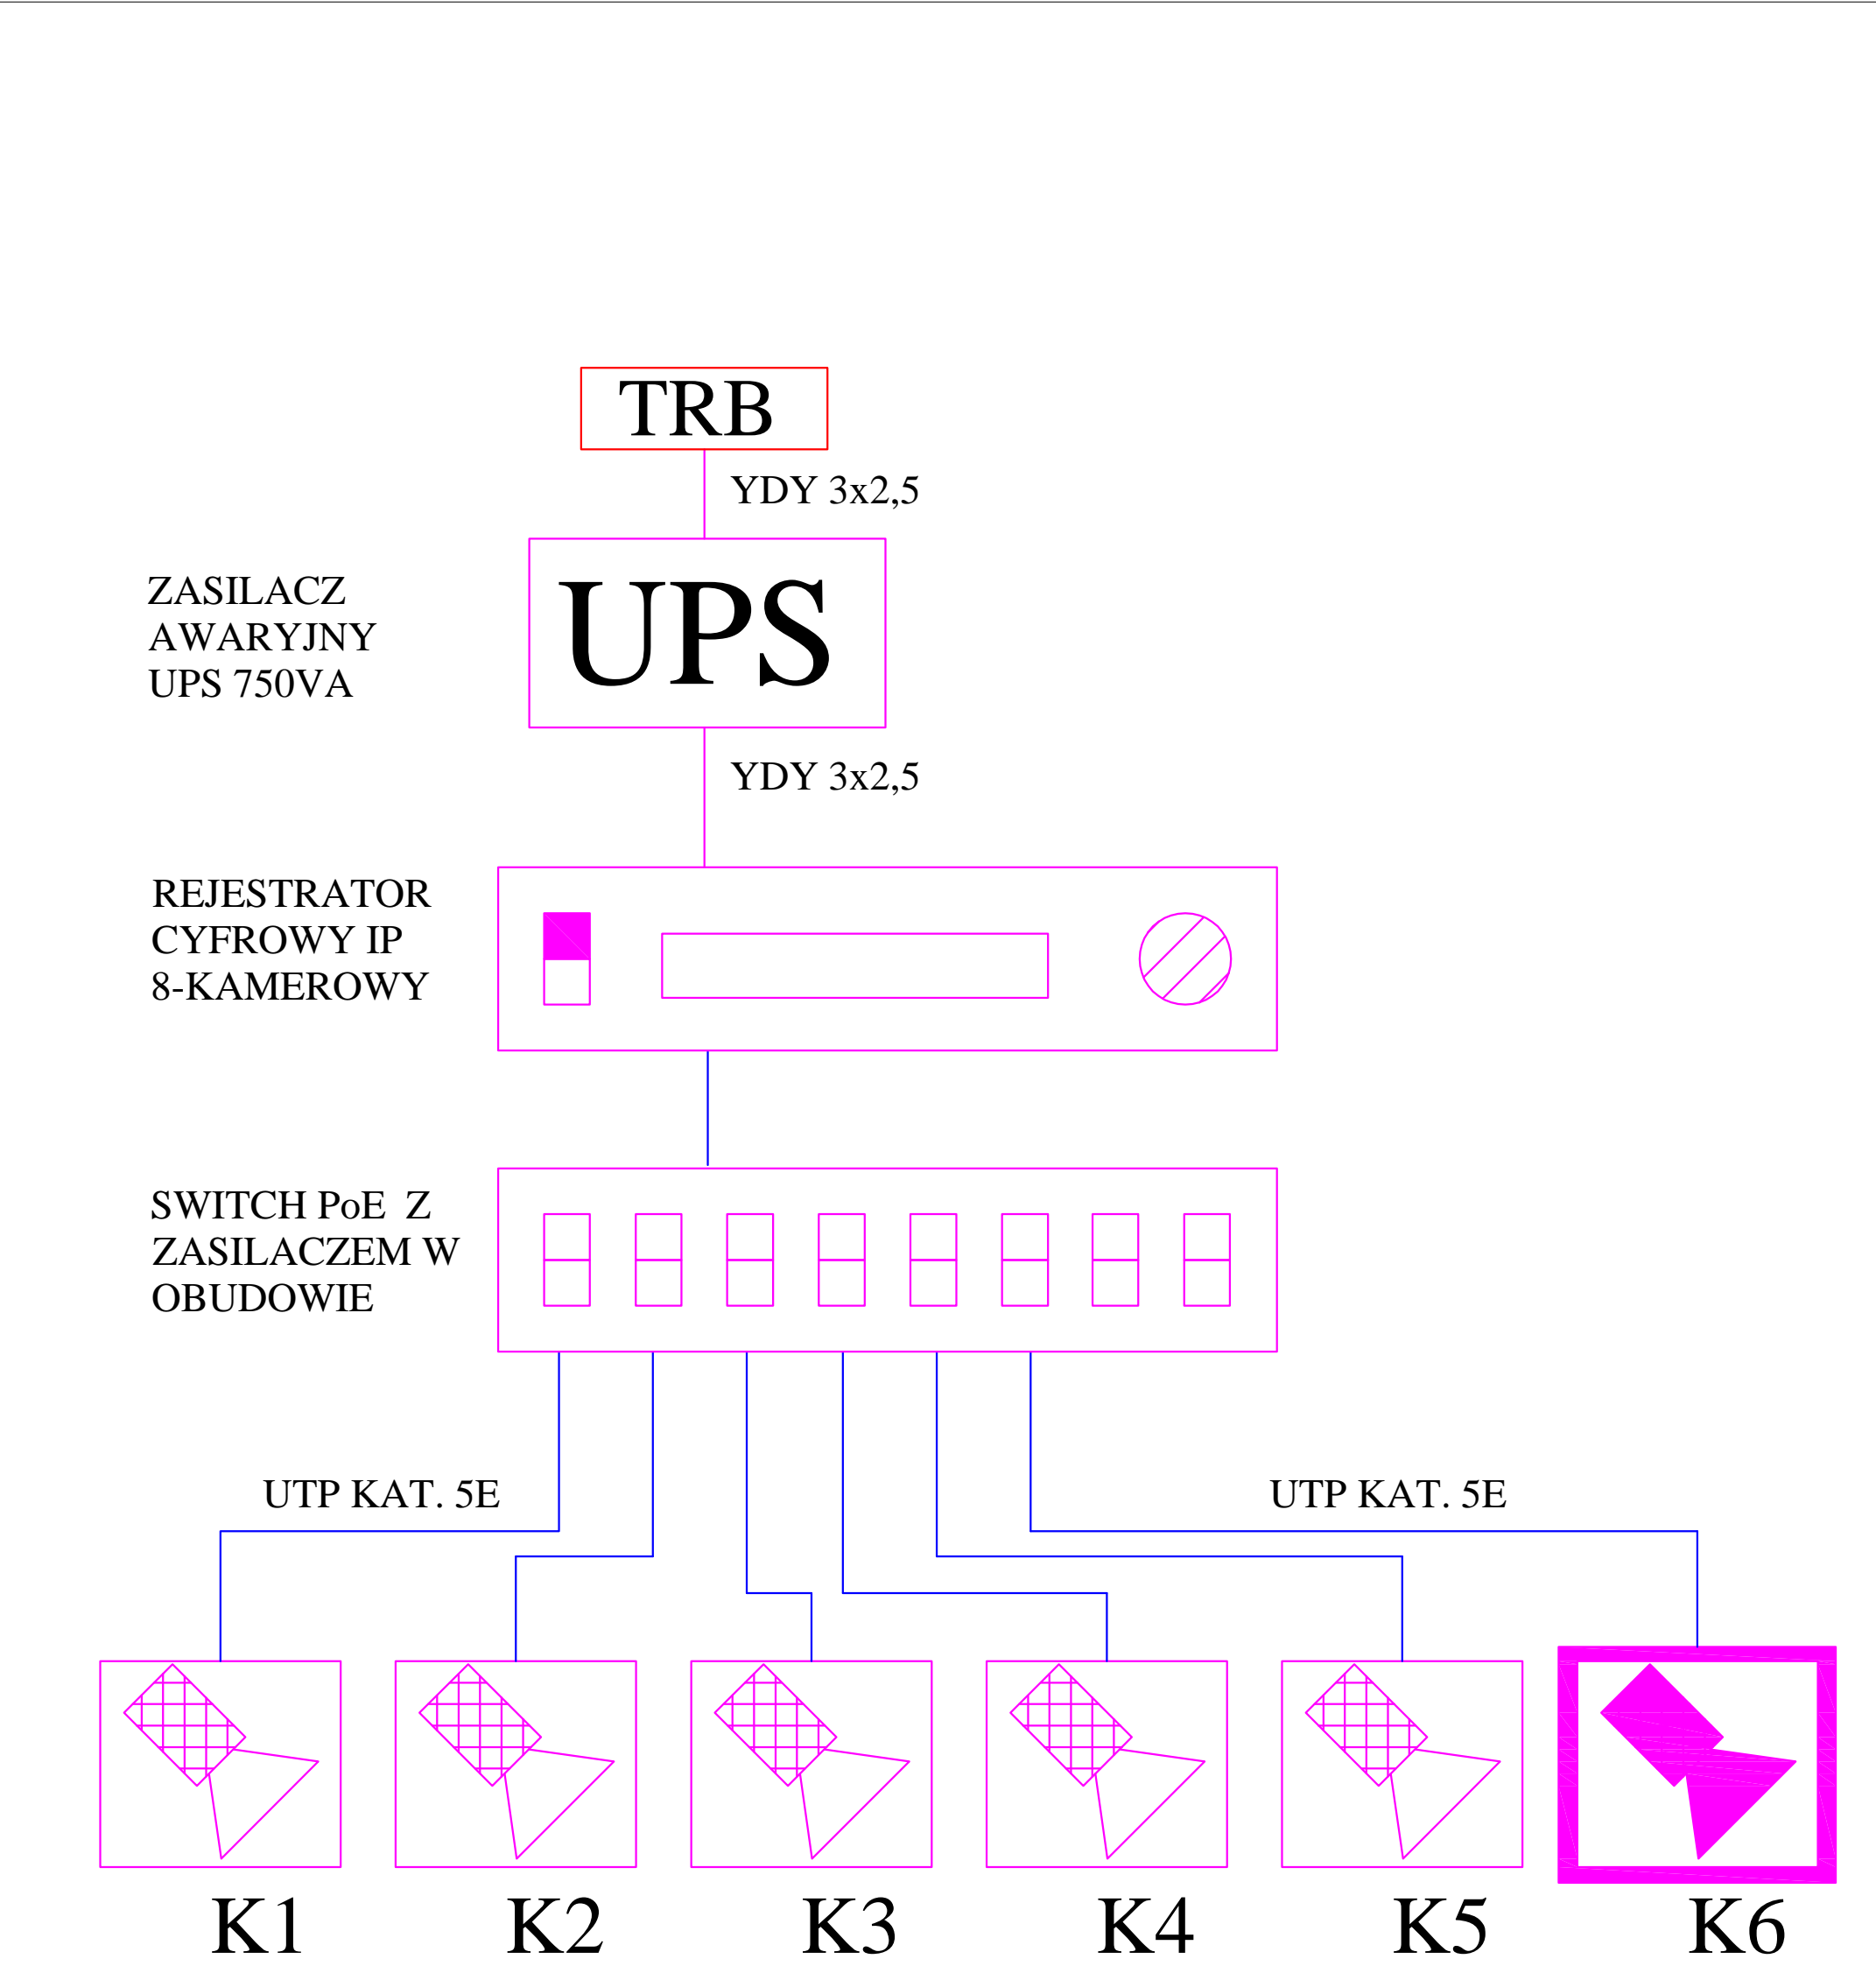 TRB
YDY 3x2,5
ZASILACZ
AWARYJNY
UPS 750VA
UPS
YDY 3x2,5
REJESTRATOR
CYFROWY IP
8-KAMEROWY
SWITCH PoE Z
ZASILACZEM W
OBUDOWIE
UTP KAT. 5E
UTP KAT. 5E
K1
K2
K3
K4
K5
K6